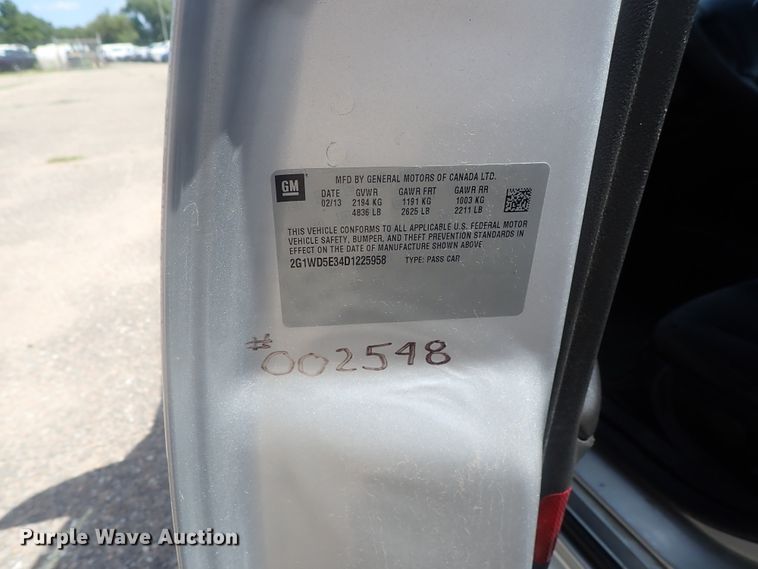 GM
MFD BY GENERAL MOTORS OF CANADA LTD.
DATE GVWR GAWR FRT GAWR RR
02/13 2194 KG 1191 KG 1003 KG
4836 LB 2625 LB 2211 LB
THIS VEHICLE CONFORMS TO ALL APPLICABLE U.S. FEDERAL MOTOR
VEHICLE SAFETY, BUMPER, AND THEFT PREVENTION STANDARDS IN
EFFECT ON THE DATE OF MANUFACTURE SHOWN ABOVE.
2G1WD5E34D1225958 TYPE: PASS CAR
#002548
Purple Wave Auction